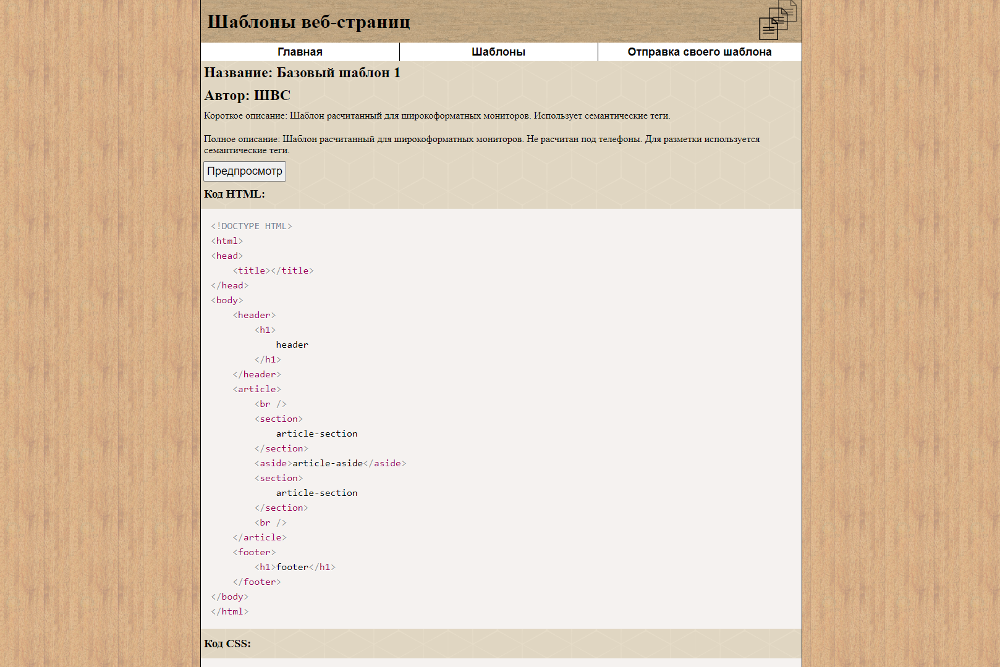 Шаблоны веб-страниц
Главная
Шаблоны
Отправка своего шаблона
Название: Базовый шаблон 1
Автор: ШВС
Короткое описание: Шаблон расчитанный для широкоформатных мониторов. Использует семантические теги.
Полное описание: Шаблон расчитанный для широкоформатных мониторов. Не расчитан под телефоны. Для разметки используется
семантические теги.
Предпросмотр
Код HTML:
<!DOCTYPE HTML>
<html>
<head>
    <title></title>
</head>
<body>
    <header>
        <h1>
            header
        </h1>
    </header>
    <article>
        <br />
        <section>
            article-section
        </section>
        <aside>article-aside</aside>
        <section>
            article-section
        </section>
        <br />
    </article>
    <footer>
        <h1>footer</h1>
    </footer>
</body>
</html>
Код CSS: